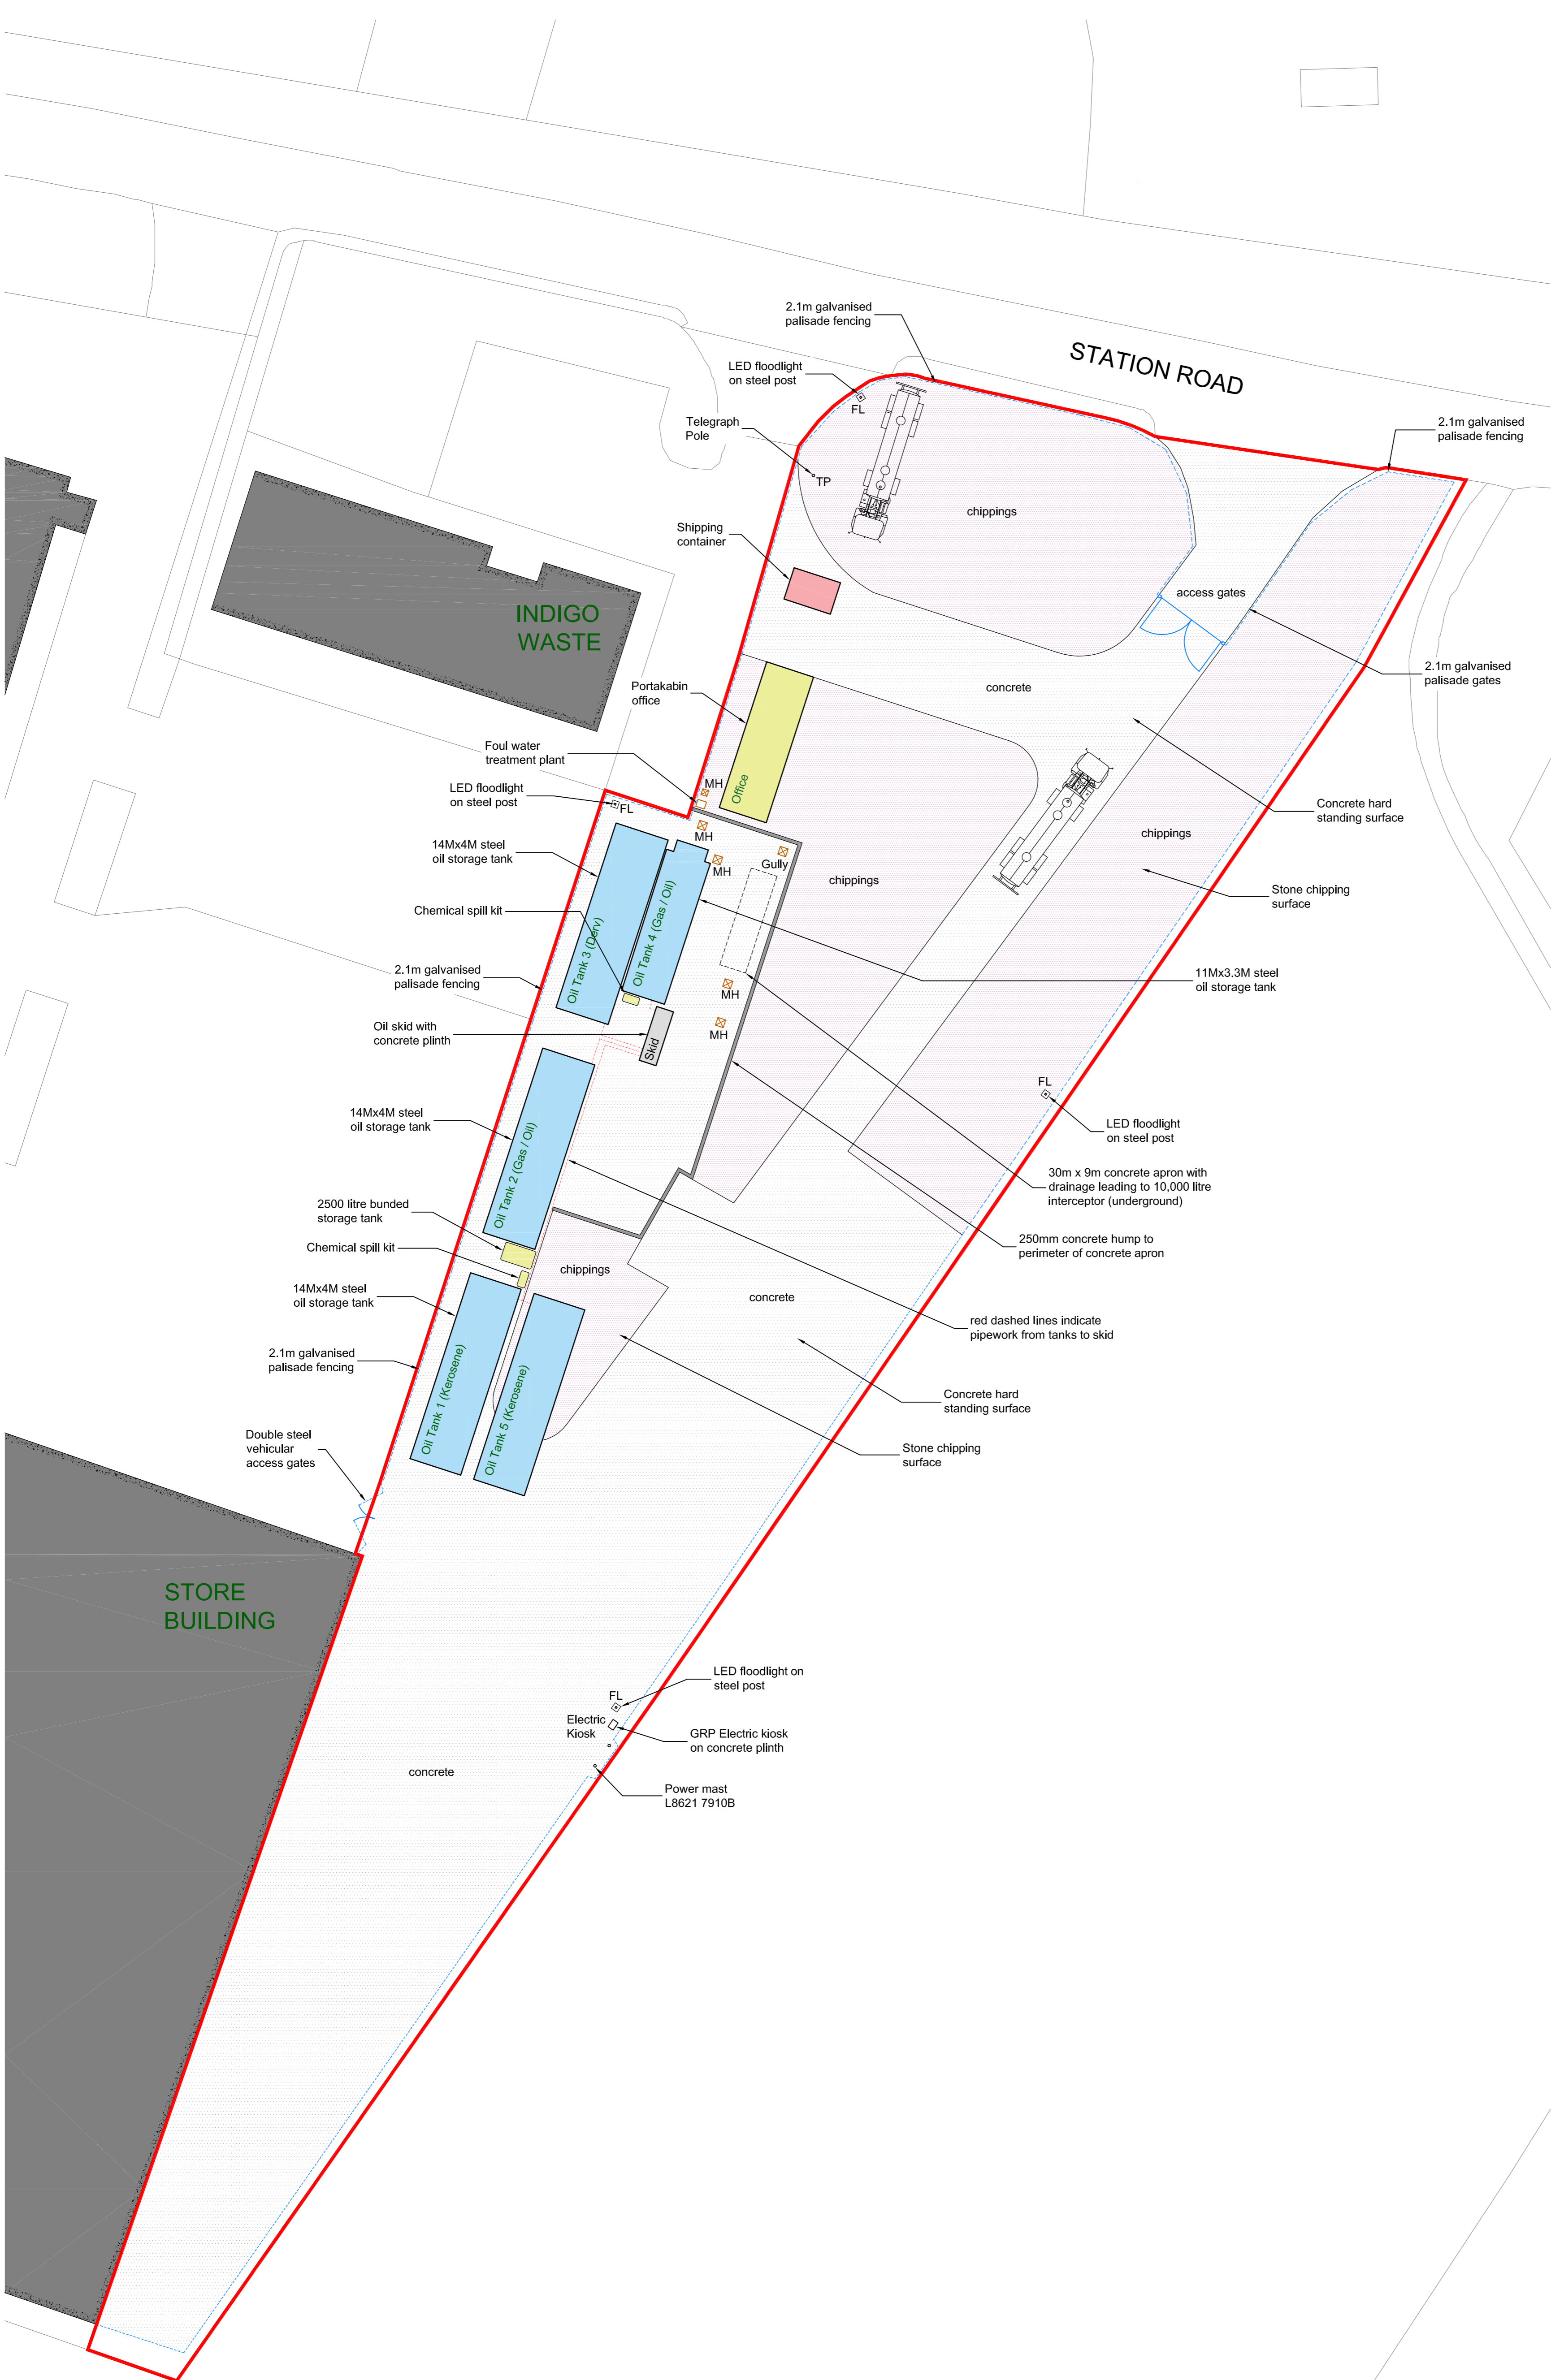 2.1m galvanised
palisade fencing
STATION ROAD
LED floodlight
on steel post
FL
Telegraph
Pole
TP
2.1m galvanised
palisade fencing
chippings
Shipping
container
access gates
INDIGO
WASTE
2.1m galvanised
palisade gates
Portakabin
office
concrete
Foul water
treatment plant
MH
Office
LED floodlight
on steel post
FL
Concrete hard
standing surface
MH
chippings
14Mx4M steel
oil storage tank
MH
Gully
chippings
Stone chipping
surface
Chemical spill kit
Oil Tank 3 (Derv)
Oil Tank 4 (Gas / Oil)
2.1m galvanised
palisade fencing
11Mx3.3M steel
oil storage tank
MH
Oil skid with
concrete plinth
MH
Skid
FL
14Mx4M steel
oil storage tank
LED floodlight
on steel post
Oil Tank 2 (Gas / Oil)
30m x 9m concrete apron with
drainage leading to 10,000 litre
interceptor (underground)
2500 litre bunded
storage tank
250mm concrete hump to
perimeter of concrete apron
Chemical spill kit
chippings
14Mx4M steel
oil storage tank
concrete
red dashed lines indicate
pipework from tanks to skid
2.1m galvanised
palisade fencing
Oil Tank 1 (Kerosene)
Oil Tank 5 (Kerosene)
Concrete hard
standing surface
Double steel
vehicular
access gates
Stone chipping
surface
STORE
BUILDING
LED floodlight on
steel post
FL
Electric
Kiosk
GRP Electric kiosk
on concrete plinth
concrete
Power mast
L8621 7910B